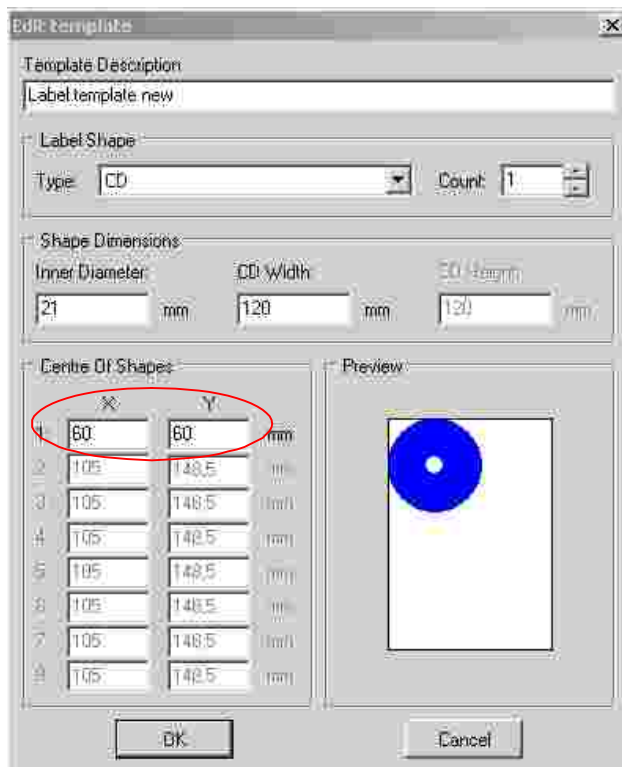 Edit template
Template Description
Label template new
Label Shape
Type: CD Count: 1
Shape Dimensions
Inner Diameter: CD Width: CD Height:
21 mm 120 mm 120 mm
Centre Of Shapes Preview
X Y
1 60 60 mm
2 105 148.5 mm
3 105 148.5 mm
4 105 148.5 mm
5 105 148.5 mm
6 105 148.5 mm
7 105 148.5 mm
8 105 148.5 mm
OK Cancel